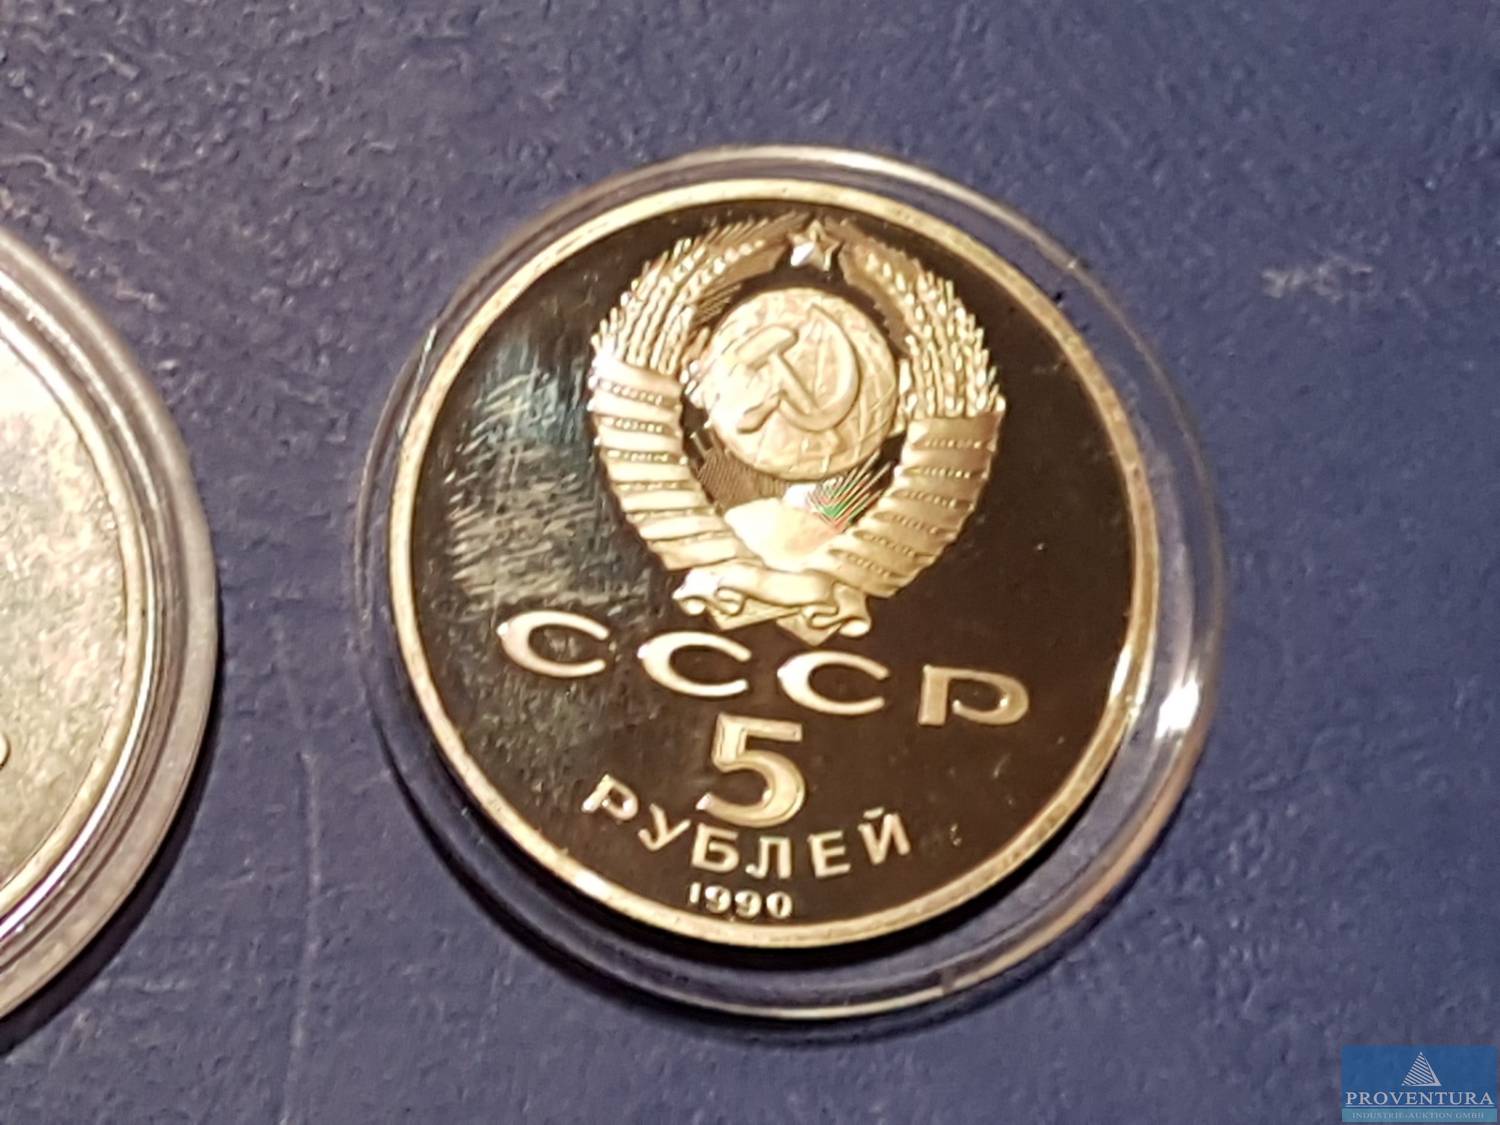 СССР
5
РУБЛЕЙ
1990
PROVENTURA
INDUSTRIE-AUKTION GMBH